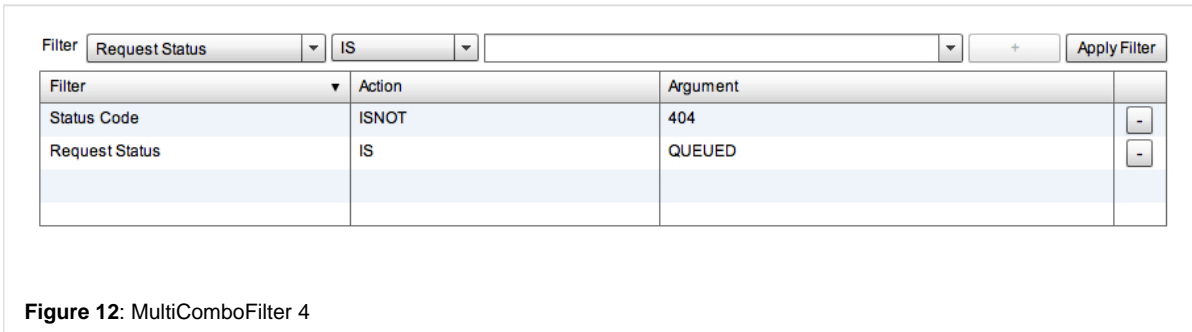 Filter Request Status IS + Apply Filter
Filter Action Argument
Status Code ISNOT 404 -
Request Status IS QUEUED -
Figure 12: MultiComboFilter 4